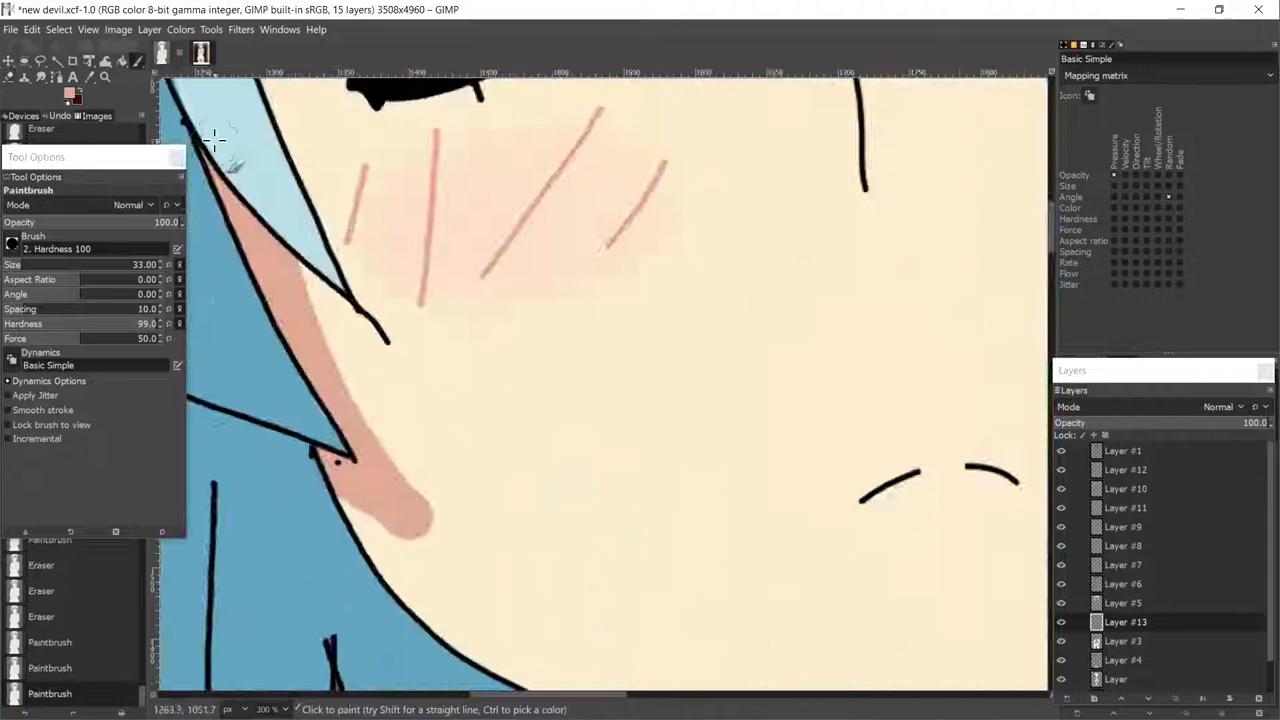 *new devil.xcf-1.0 (RGB color 8-bit gamma integer, GIMP built-in sRGB, 15 layers) 3508x4960 – GIMP
File Edit Select View Image Layer Colors Tools Filters Windows Help
Devices Undo Images
Eraser
Tool Options
Tool Options
Paintbrush
Mode Normal
Opacity 100.0
Brush
2. Hardness 100
Size 33.00
Aspect Ratio 0.00
Angle 0.00
Spacing 10.0
Hardness 99.0
Force 50.0
Dynamics
Basic Simple
Dynamics Options
Apply Jitter
Smooth stroke
Lock brush to view
Incremental
Paintbrush
Eraser
Eraser
Eraser
Paintbrush
Paintbrush
Paintbrush
Basic Simple
Mapping matrix
Icon:
Pressure
Velocity
Direction
Tilt
Wheel/Rotation
Random
Fade
Opacity
Size
Angle
Color
Hardness
Force
Aspect ratio
Spacing
Rate
Flow
Jitter
Layers
Layers
Mode Normal
Opacity 100.0
Lock:
Layer #1
Layer #12
Layer #10
Layer #11
Layer #9
Layer #8
Layer #7
Layer #6
Layer #5
Layer #13
Layer #3
Layer #4
Layer
1263.3, 1051.7 px 300 % Click to paint (try Shift for a straight line, Ctrl to pick a color)